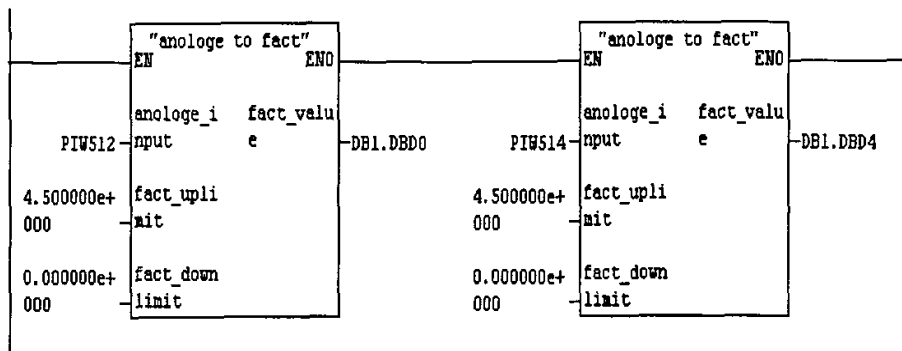 "anologe to fact"
EN ENO
anologe_i fact_valu
PIW512 nput e DB1.DBD0
4.500000e+ fact_upli
000 mit
0.000000e+ fact_down
000 limit
"anologe to fact"
EN ENO
anologe_i fact_valu
PIW514 nput e DB1.DBD4
4.500000e+ fact_upli
000 mit
0.000000e+ fact_down
000 limit